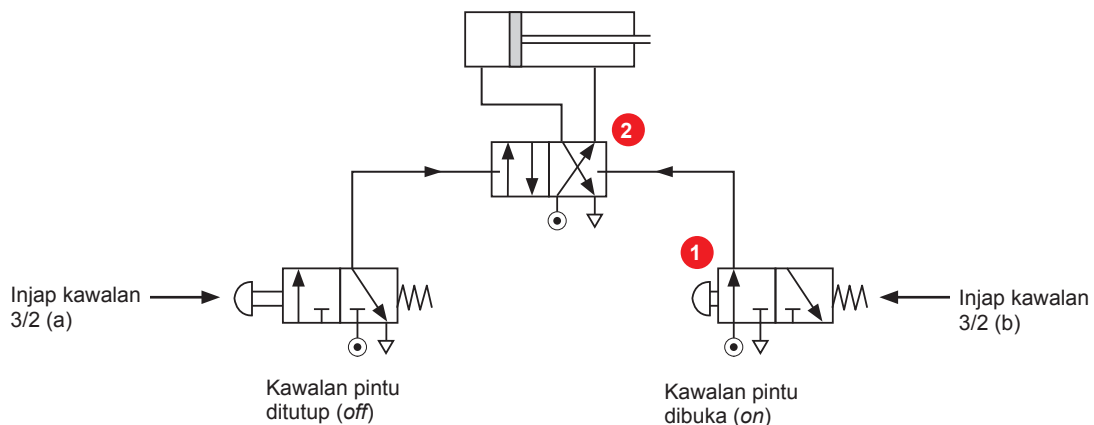 2
1
Injap kawalan
3/2 (a)
Injap kawalan
3/2 (b)
Kawalan pintu
ditutup (off)
Kawalan pintu
dibuka (on)